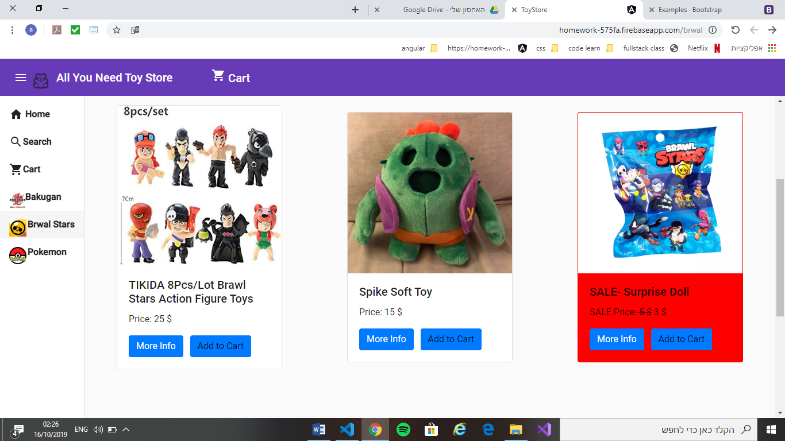 האחסון שלי - Google Drive
ToyStore
Examples · Bootstrap
homework-575fa.firebaseapp.com/brwal
אפליקציות
Netflix
fullstack class
code learn
css
https://homework-...
angular
All You Need Toy Store
Cart
Home
Search
Cart
Bakugan
Brwal Stars
Pokemon
8pcs/set
7Cm
TIKIDA 8Pcs/Lot Brawl
Stars Action Figure Toys
Price: 25 $
More Info
Add to Cart
Spike Soft Toy
Price: 15 $
More Info
Add to Cart
BRAWL
STARS
SALE- Surprise Doll
SALE Price: 5 $ 3 $
More Info
Add to Cart
4
02:26
16/10/2019
ENG
הקלד כאן כדי לחפש